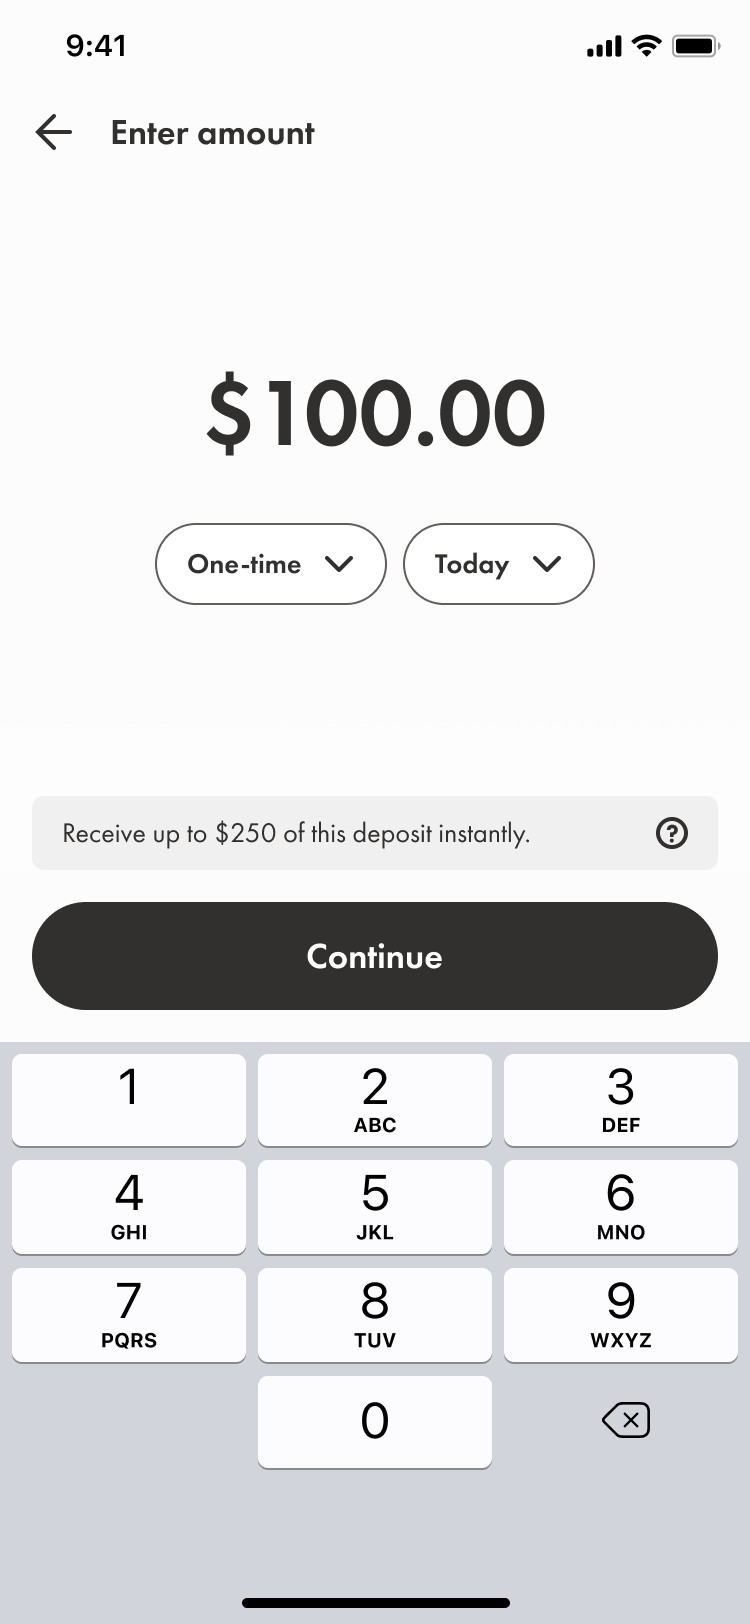 9:41
Enter amount
$100.00
One-time Today
Receive up to $250 of this deposit instantly. ?
Continue
1 2 3
ABC DEF
4 5 6
GHI JKL MNO
7 8 9
PQRS TUV WXYZ
0